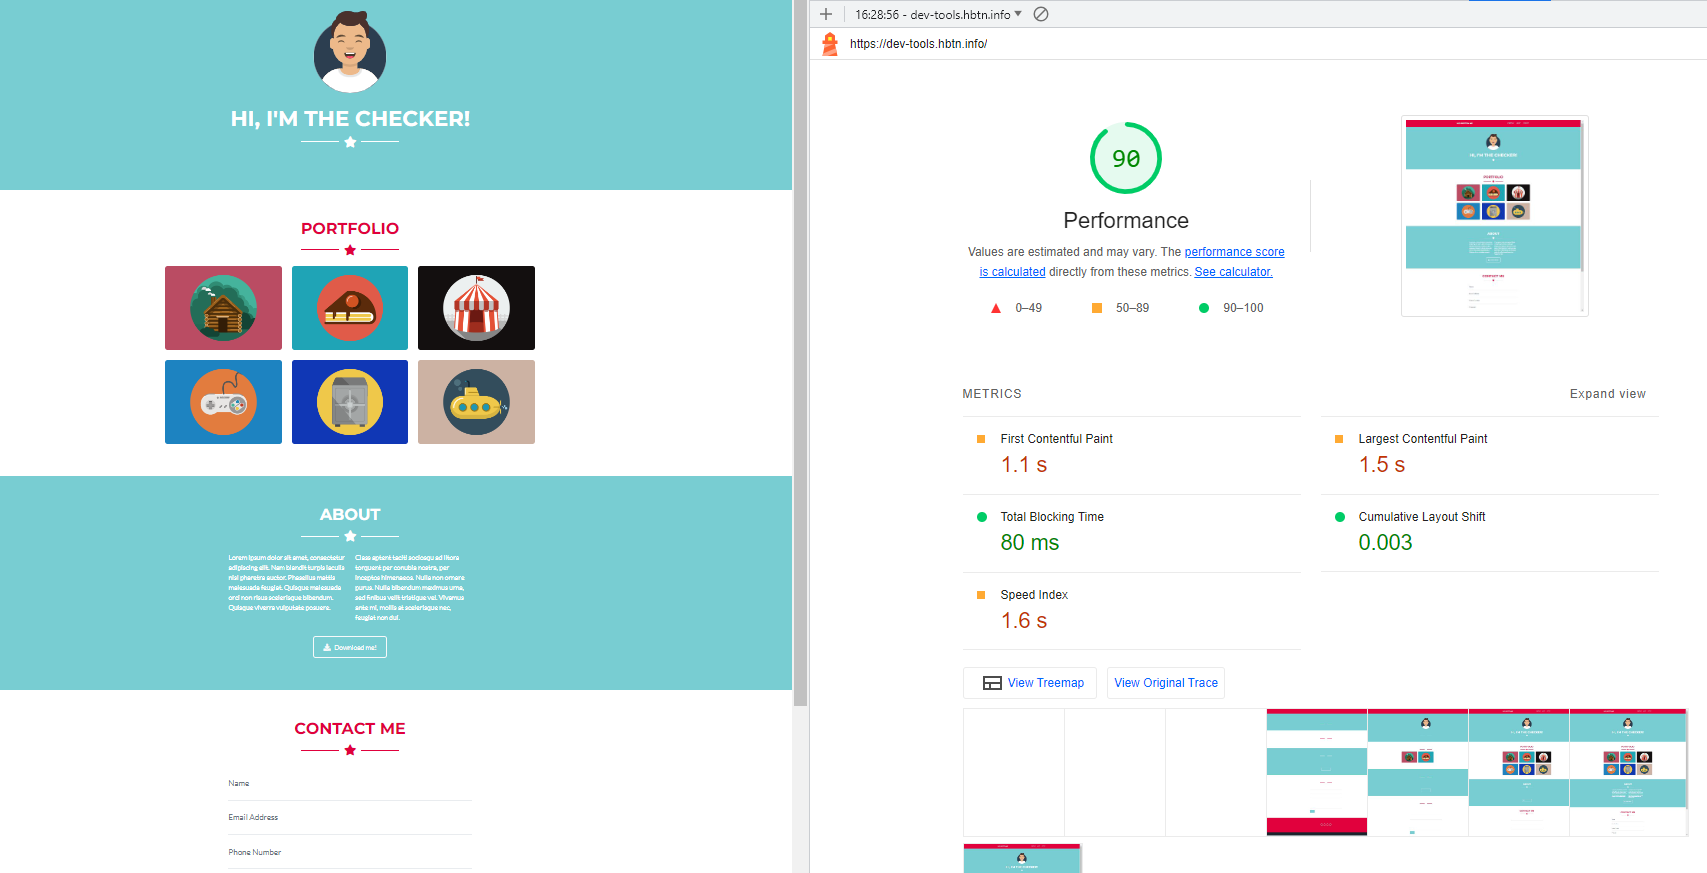 HI, I'M THE CHECKER!
PORTFOLIO
ABOUT
Lorem ipsum dolor sit amet, consectetur
adipiscing elit. Nam blandit turpis iaculis
nisl pharetra auctor. Phasellus mattis
malesuada feugiat. Quisque malesuada
orci non risus scelerisque bibendum.
Quisque viverra vulputate posuere.
Class aptent taciti sociosqu ad litora
torquent per conubia nostra, per
inceptos himenaeos. Nulla non ornare
purus. Nulla bibendum maximus urna,
sed finibus velit tristique vel. Vivamus
ante mi, mollis at scelerisque nec,
feugiat non dui.
Download me!
CONTACT ME
Name
Email Address
Phone Number
16:28:56 - dev-tools.hbtn.info
https://dev-tools.hbtn.info/
90
Performance
Values are estimated and may vary. The performance score
is calculated directly from these metrics. See calculator.
0–49
50–89
90–100
HI, I'M THE CHECKER!
PORTFOLIO
ABOUT
CONTACT ME
METRICS
Expand view
First Contentful Paint
1.1 s
Largest Contentful Paint
1.5 s
Total Blocking Time
80 ms
Cumulative Layout Shift
0.003
Speed Index
1.6 s
View Treemap
View Original Trace